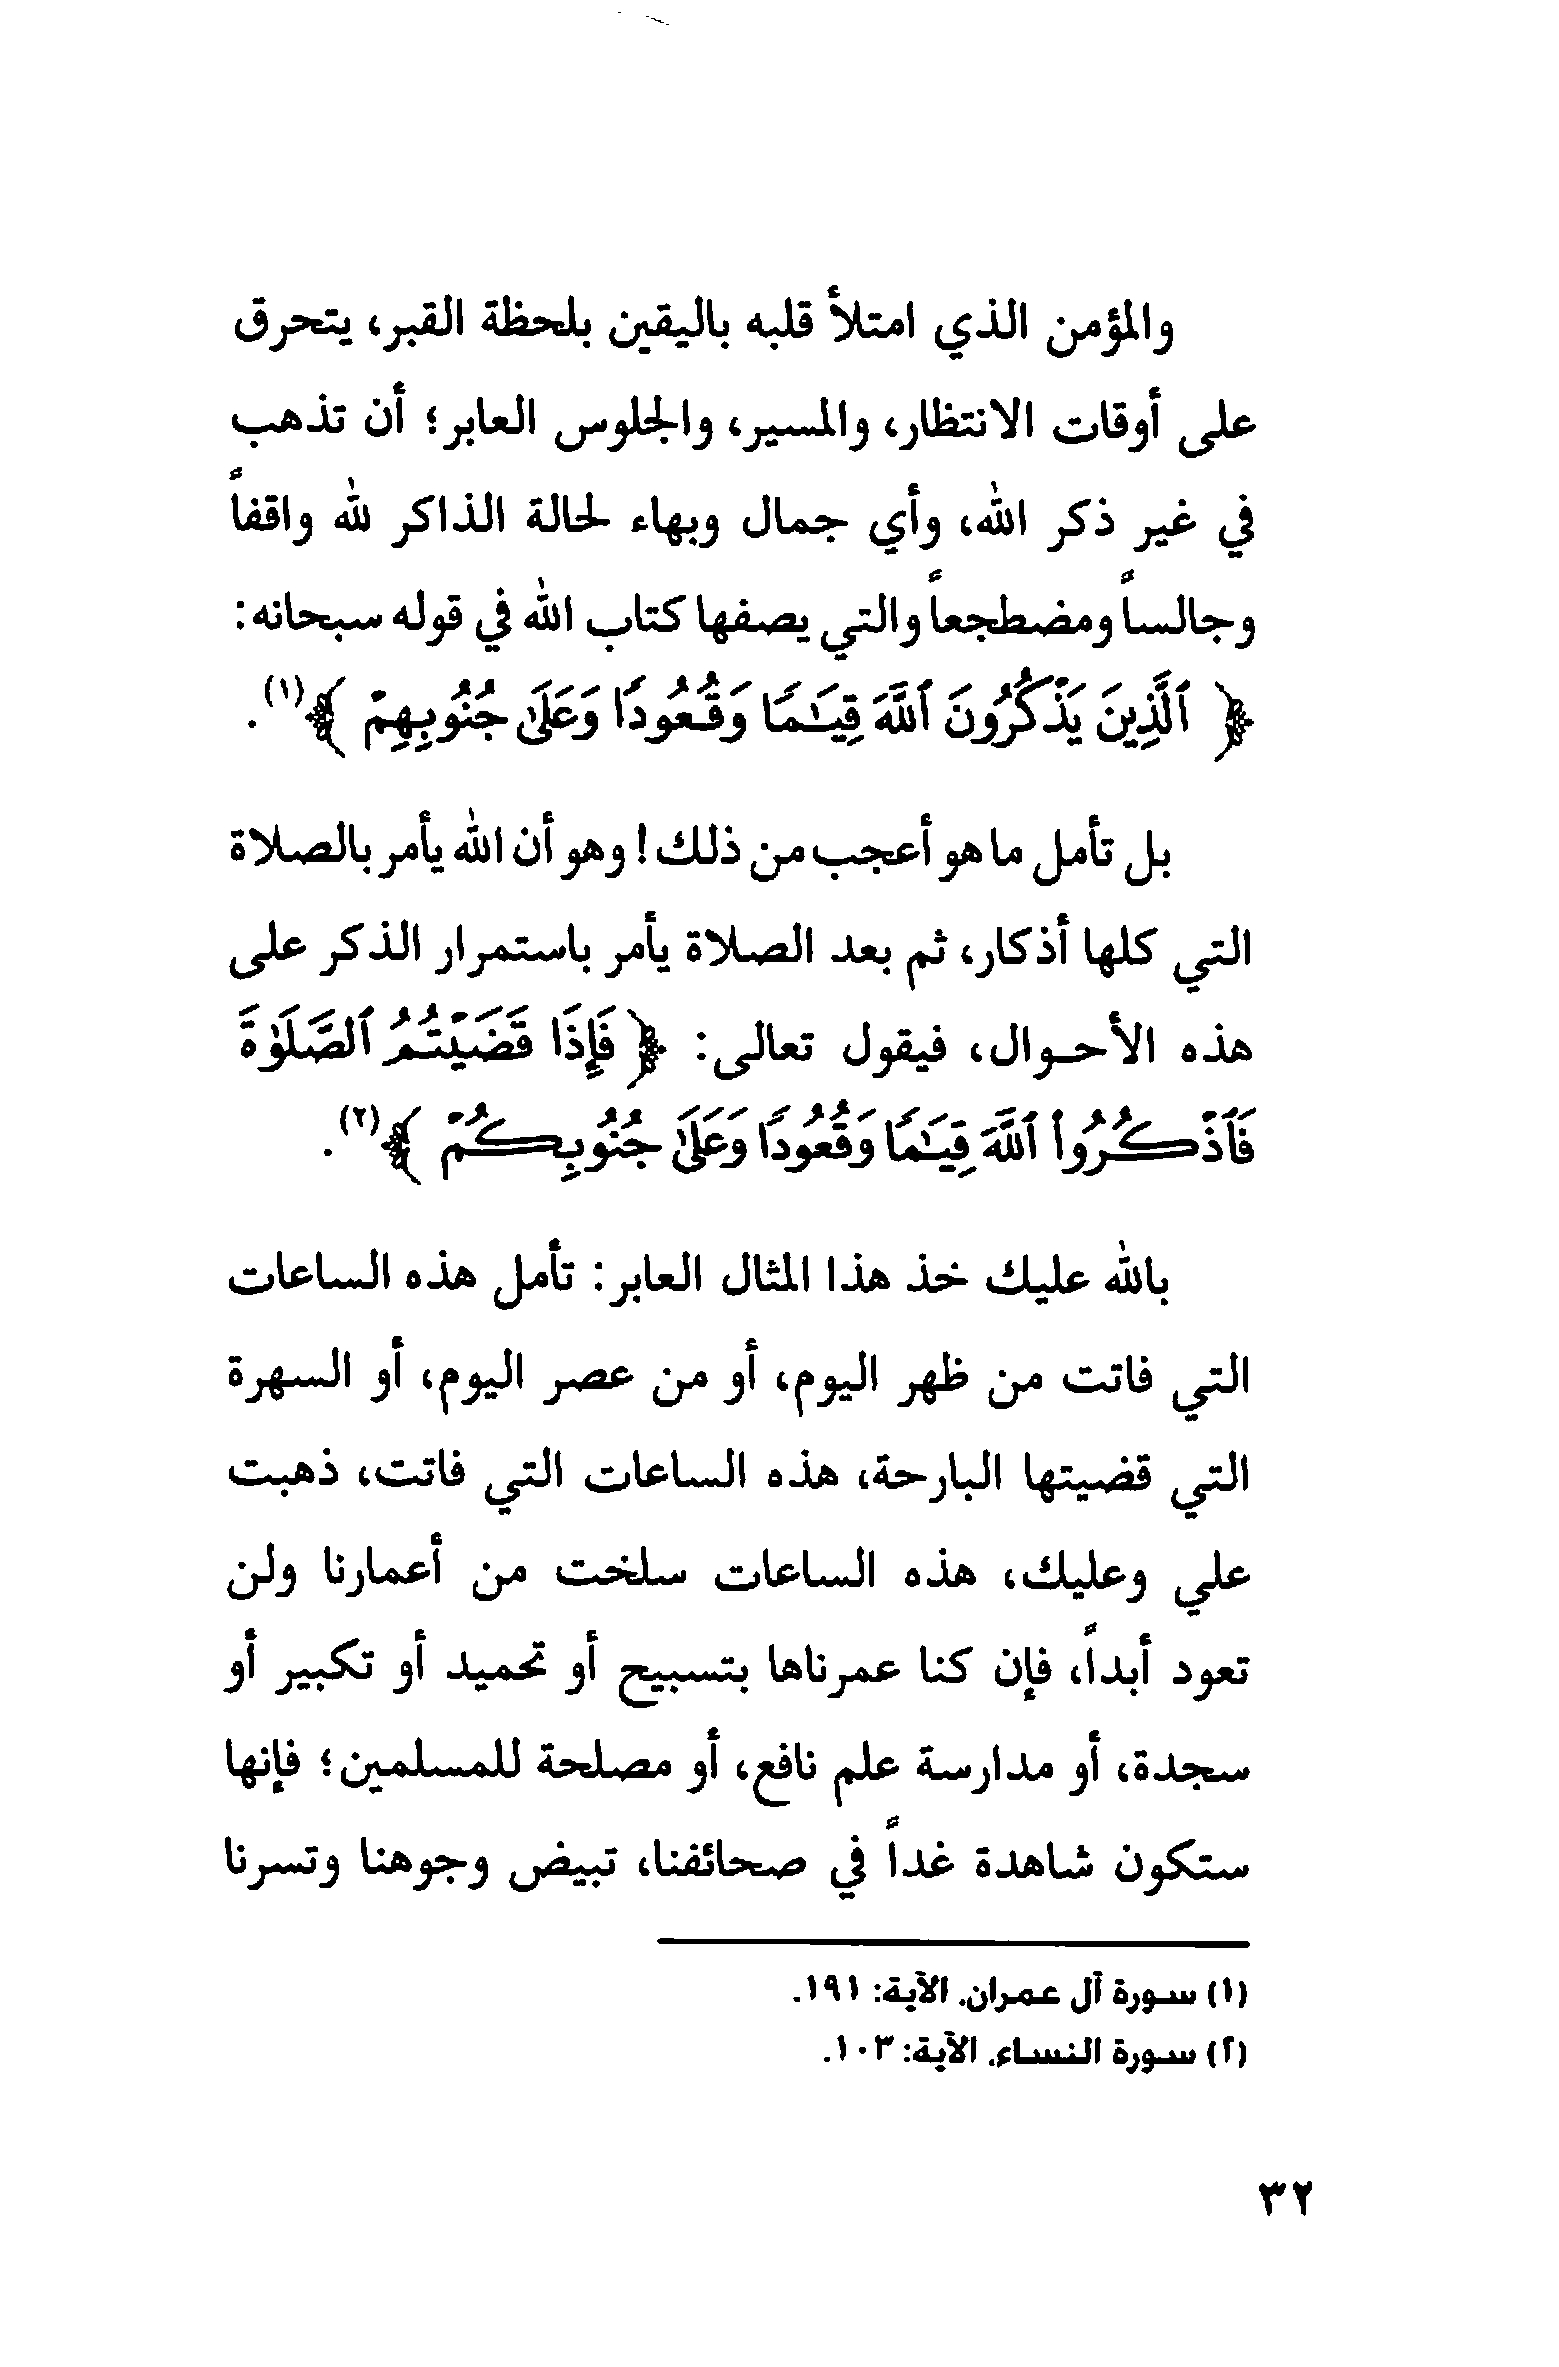 والمؤمن الذي امتلأ قلبه باليقين بلحظة القبر، يتحرق
على أوقات الانتظار، والمسير، والجلوس العابر؛ أن تذهب
في غير ذكر الله، وأي جمال وبهاء لحالة الذاكر لله واقفاً
وجالساً ومضطجعاً والتي يصفها كتاب الله في قوله سبحانه:
﴿ ٱلَّذِينَ يَذْكُرُونَ ٱللَّهَ قِيَـٰمًا وَقُعُودًا وَعَلَىٰ جُنُوبِهِمْ ﴾(١).
بل تأمل ما هو أعجب من ذلك! وهو أن الله يأمر بالصلاة
التي كلها أذكار، ثم بعد الصلاة يأمر باستمرار الذكر على
هذه الأحوال، فيقول تعالى: ﴿ فَإِذَا قَضَيْتُمُ ٱلصَّلَوٰةَ
فَٱذْكُرُوا۟ ٱللَّهَ قِيَـٰمًا وَقُعُودًا وَعَلَىٰ جُنُوبِكُمْ ﴾(٢).
بالله عليك خذ هذا المثال العابر: تأمل هذه الساعات
التي فاتت من ظهر اليوم، أو من عصر اليوم، أو السهرة
التي قضيتها البارحة، هذه الساعات التي فاتت، ذهبت
علي وعليك، هذه الساعات سلخت من أعمارنا ولن
تعود أبداً، فإن كنا عمرناها بتسبيح أو تحميد أو تكبير أو
سجدة، أو مدارسة علم نافع، أو مصلحة للمسلمين؛ فإنها
ستكون شاهدة غداً في صحائفنا، تبيض وجوهنا وتسرنا
(١) سورة آل عمران، الآية: ١٩١.
(٢) سورة النساء، الآية: ١٠٣.
٣٢